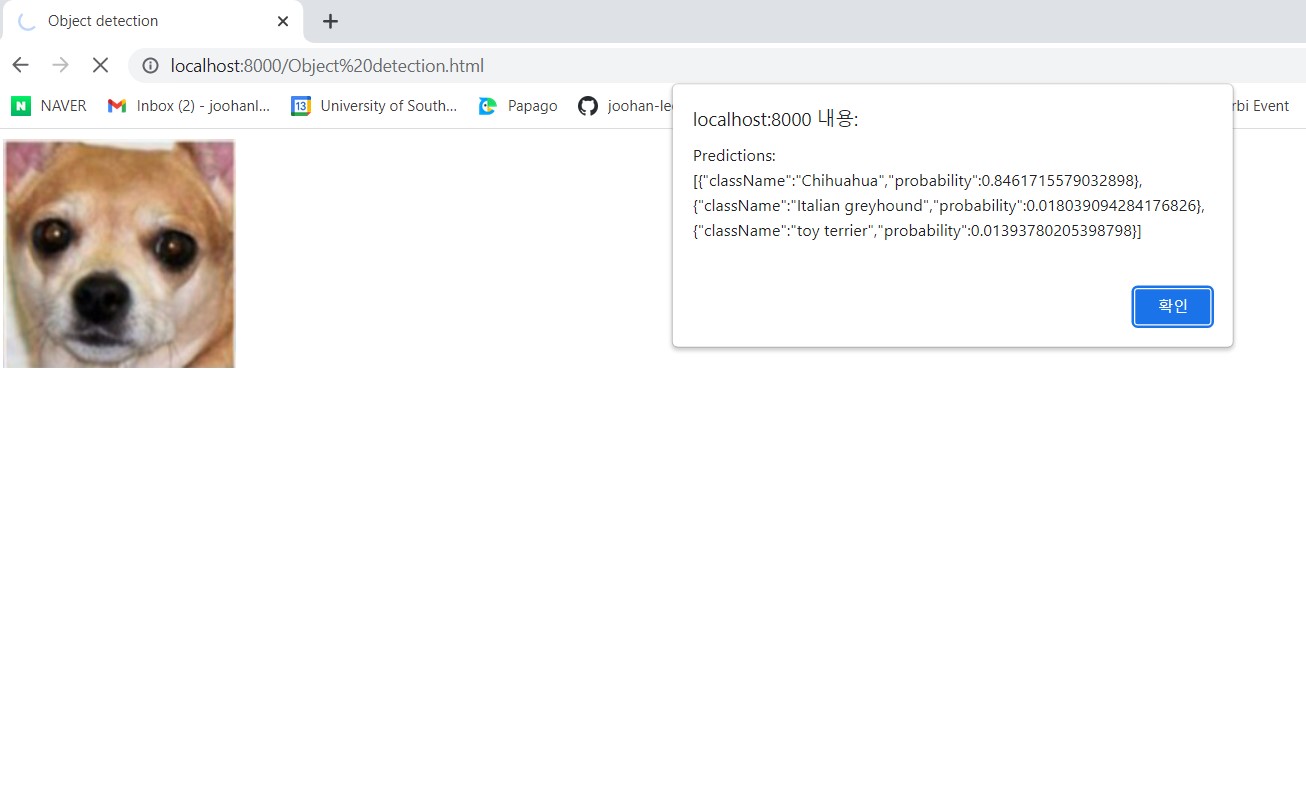 Object detection
localhost:8000/Object%20detection.html
NAVER
Inbox (2) - joohanl...
13
University of South...
Papago
joohan-le
rbi Event
localhost:8000 내용:
Predictions:
[{"className":"Chihuahua","probability":0.8461715579032898},
{"className":"Italian greyhound","probability":0.018039094284176826},
{"className":"toy terrier","probability":0.01393780205398798}]
확인